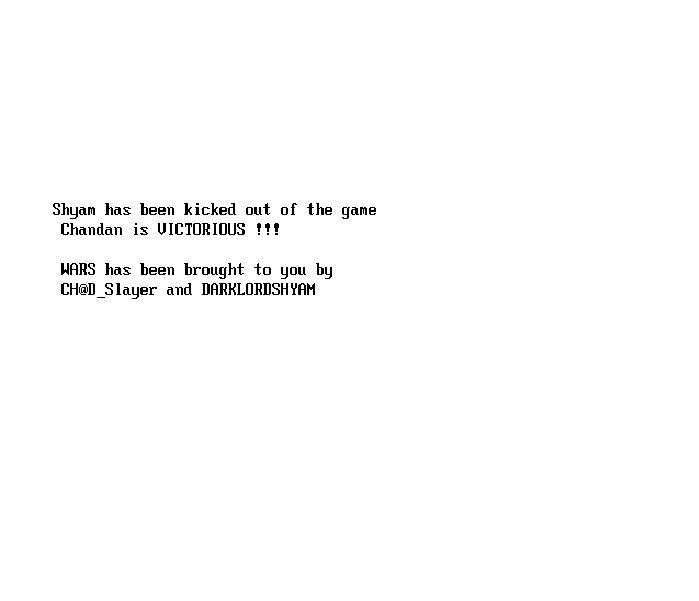 Shyam has been kicked out of the game
Chandan is VICTORIOUS !!!
WARS has been brought to you by
CH@D_Slayer and DARKLORDSHYAM